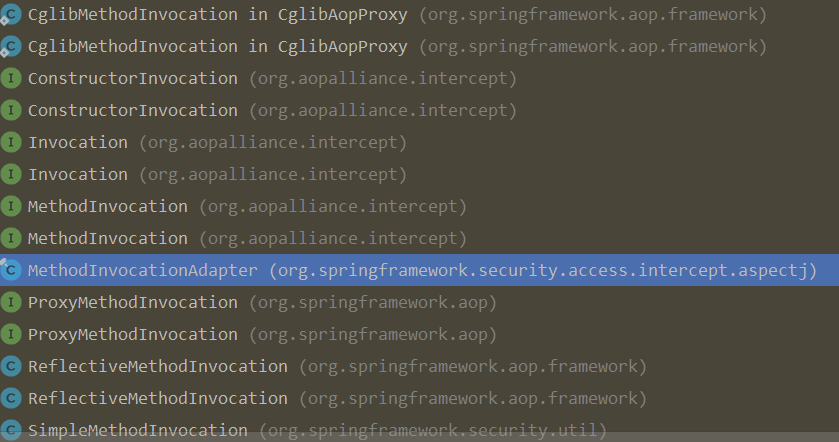 CglibMethodInvocation in CglibAopProxy (org.springframework.aop.framework)
CglibMethodInvocation in CglibAopProxy (org.springframework.aop.framework)
ConstructorInvocation (org.aopalliance.intercept)
ConstructorInvocation (org.aopalliance.intercept)
Invocation (org.aopalliance.intercept)
Invocation (org.aopalliance.intercept)
MethodInvocation (org.aopalliance.intercept)
MethodInvocation (org.aopalliance.intercept)
MethodInvocationAdapter (org.springframework.security.access.intercept.aspectj)
ProxyMethodInvocation (org.springframework.aop)
ProxyMethodInvocation (org.springframework.aop)
ReflectiveMethodInvocation (org.springframework.aop.framework)
ReflectiveMethodInvocation (org.springframework.aop.framework)
SimpleMethodInvocation (org.springframework.security.util)